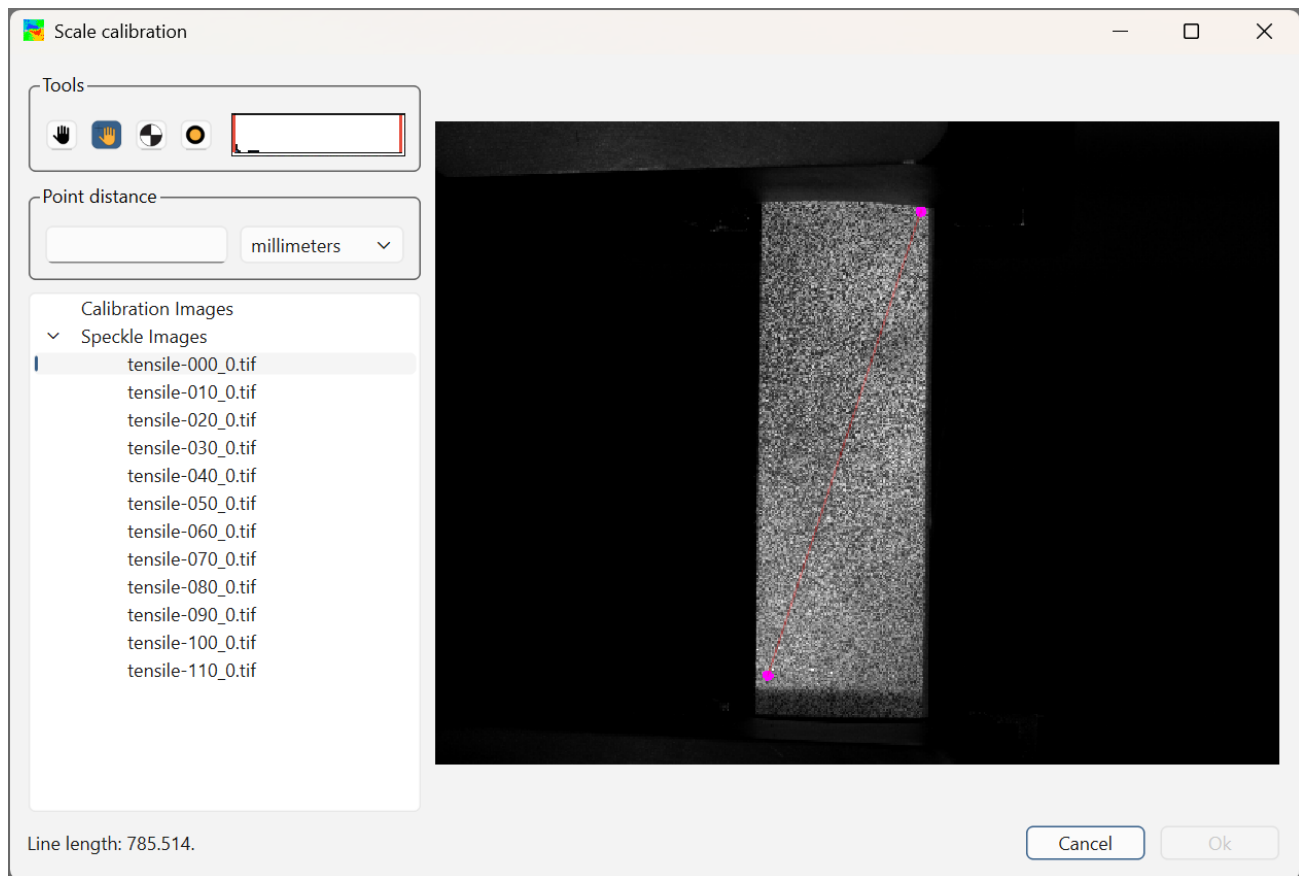 Scale calibration
Tools
Point distance
millimeters
Calibration Images
Speckle Images
tensile-000_0.tif
tensile-010_0.tif
tensile-020_0.tif
tensile-030_0.tif
tensile-040_0.tif
tensile-050_0.tif
tensile-060_0.tif
tensile-070_0.tif
tensile-080_0.tif
tensile-090_0.tif
tensile-100_0.tif
tensile-110_0.tif
Line length: 785.514.
Cancel
Ok